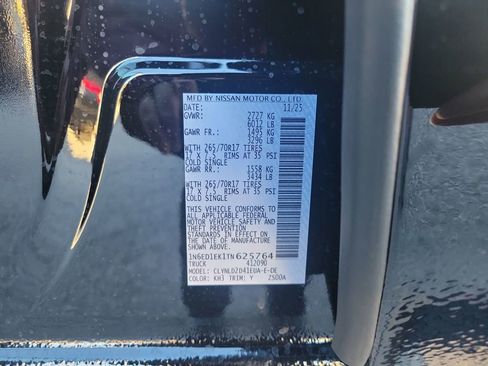 MFD BY NISSAN MOTOR CO., LTD.
DATE: 11/25
GVWR: 2727 KG
6012 LB
GAWR FR: 1495 KG
3296 LB
WITH 265/70R17 TIRES
17 X 7.5 RIMS AT 35 PSI
COLD SINGLE
GAWR RR: 1558 KG
3434 LB
WITH 265/70R17 TIRES
17 X 7.5 RIMS AT 35 PSI
COLD SINGLE
THIS VEHICLE CONFORMS TO
ALL APPLICABLE FEDERAL
MOTOR VEHICLE SAFETY AND
THEFT PREVENTION
STANDARDS IN EFFECT ON
THE DATE OF MANUFACTURE
SHOWN ABOVE.
1N6ED1EK1TN625764
TRUCK 412090
MODEL: CLYNLDZD41EUA-E-DE
COLOR: KH3 TRIM: Y ZSODA